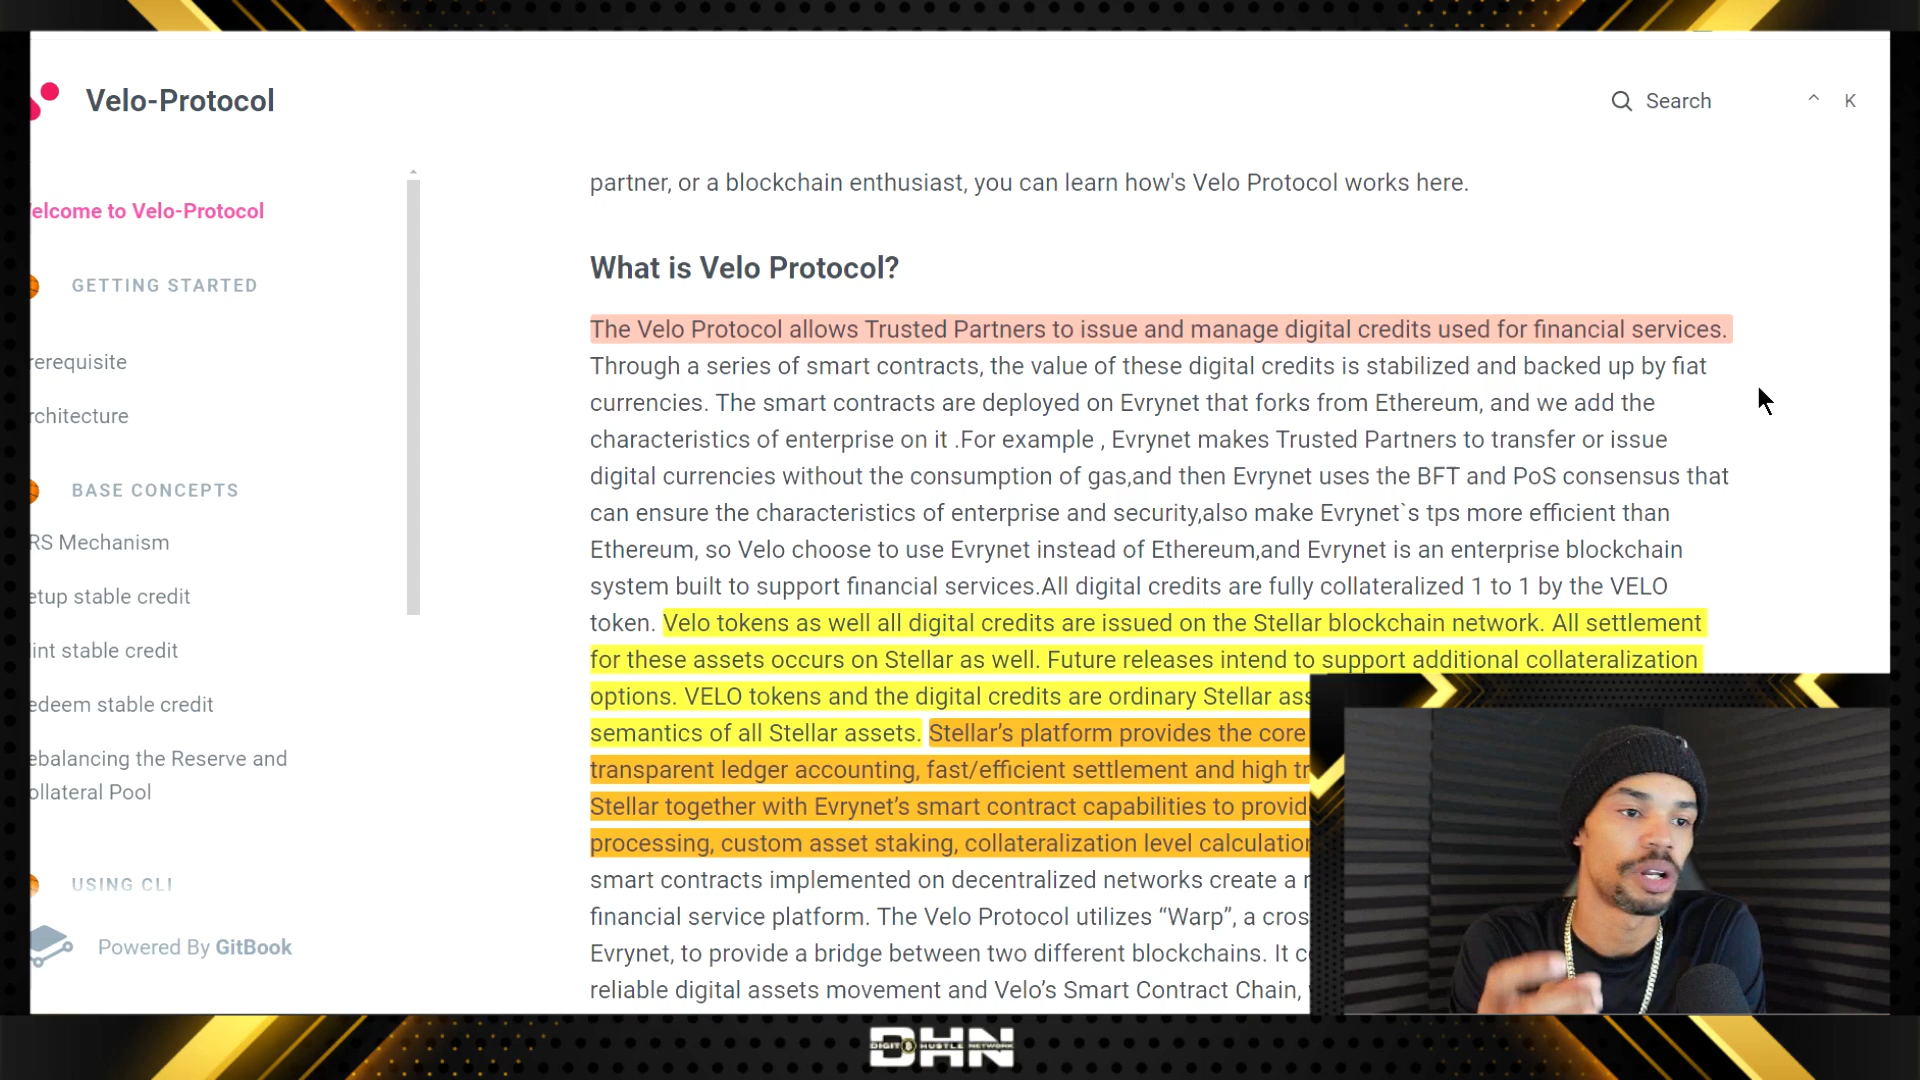 Velo-Protocol
Search
^ K
elcome to Velo-Protocol
GETTING STARTED
rerequisite
rchitecture
BASE CONCEPTS
RS Mechanism
etup stable credit
int stable credit
edeem stable credit
ebalancing the Reserve and
ollateral Pool
USING CLI
Powered By GitBook
partner, or a blockchain enthusiast, you can learn how's Velo Protocol works here.
What is Velo Protocol?
The Velo Protocol allows Trusted Partners to issue and manage digital credits used for financial services.
Through a series of smart contracts, the value of these digital credits is stabilized and backed up by fiat
currencies. The smart contracts are deployed on Evrynet that forks from Ethereum, and we add the
characteristics of enterprise on it .For example , Evrynet makes Trusted Partners to transfer or issue
digital currencies without the consumption of gas,and then Evrynet uses the BFT and PoS consensus that
can ensure the characteristics of enterprise and security,also make Evrynet`s tps more efficient than
Ethereum, so Velo choose to use Evrynet instead of Ethereum,and Evrynet is an enterprise blockchain
system built to support financial services.All digital credits are fully collateralized 1 to 1 by the VELO
token. Velo tokens as well all digital credits are issued on the Stellar blockchain network. All settlement
for these assets occurs on Stellar as well. Future releases intend to support additional collateralization
options. VELO tokens and the digital credits are ordinary Stellar ass
semantics of all Stellar assets. Stellar's platform provides the core
transparent ledger accounting, fast/efficient settlement and high tr
Stellar together with Evrynet's smart contract capabilities to provid
processing, custom asset staking, collateralization level calculation
smart contracts implemented on decentralized networks create a
financial service platform. The Velo Protocol utilizes “Warp”, a cros
Evrynet, to provide a bridge between two different blockchains. It c
reliable digital assets movement and Velo's Smart Contract Chain,
DHN
DIGIT HUSTLE NETWORK